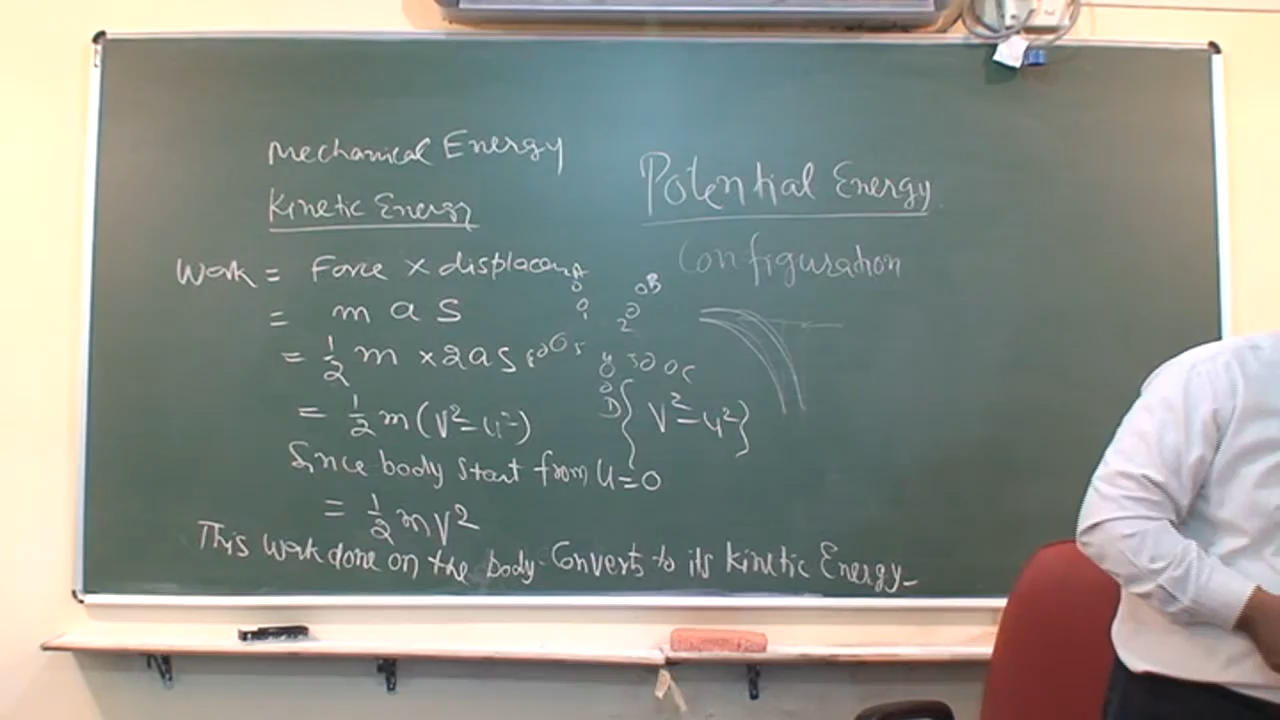 Mechanical Energy
Kinetic Energy
Work = Force × displacement
= m a s
= 1/2 m × 2as
= 1/2 m (V²-u²)
{V²-u²}
Since body start from u=0
= 1/2 mV²
This Work done on the body. Converts to its Kinetic Energy-
Potential Energy
Configuration